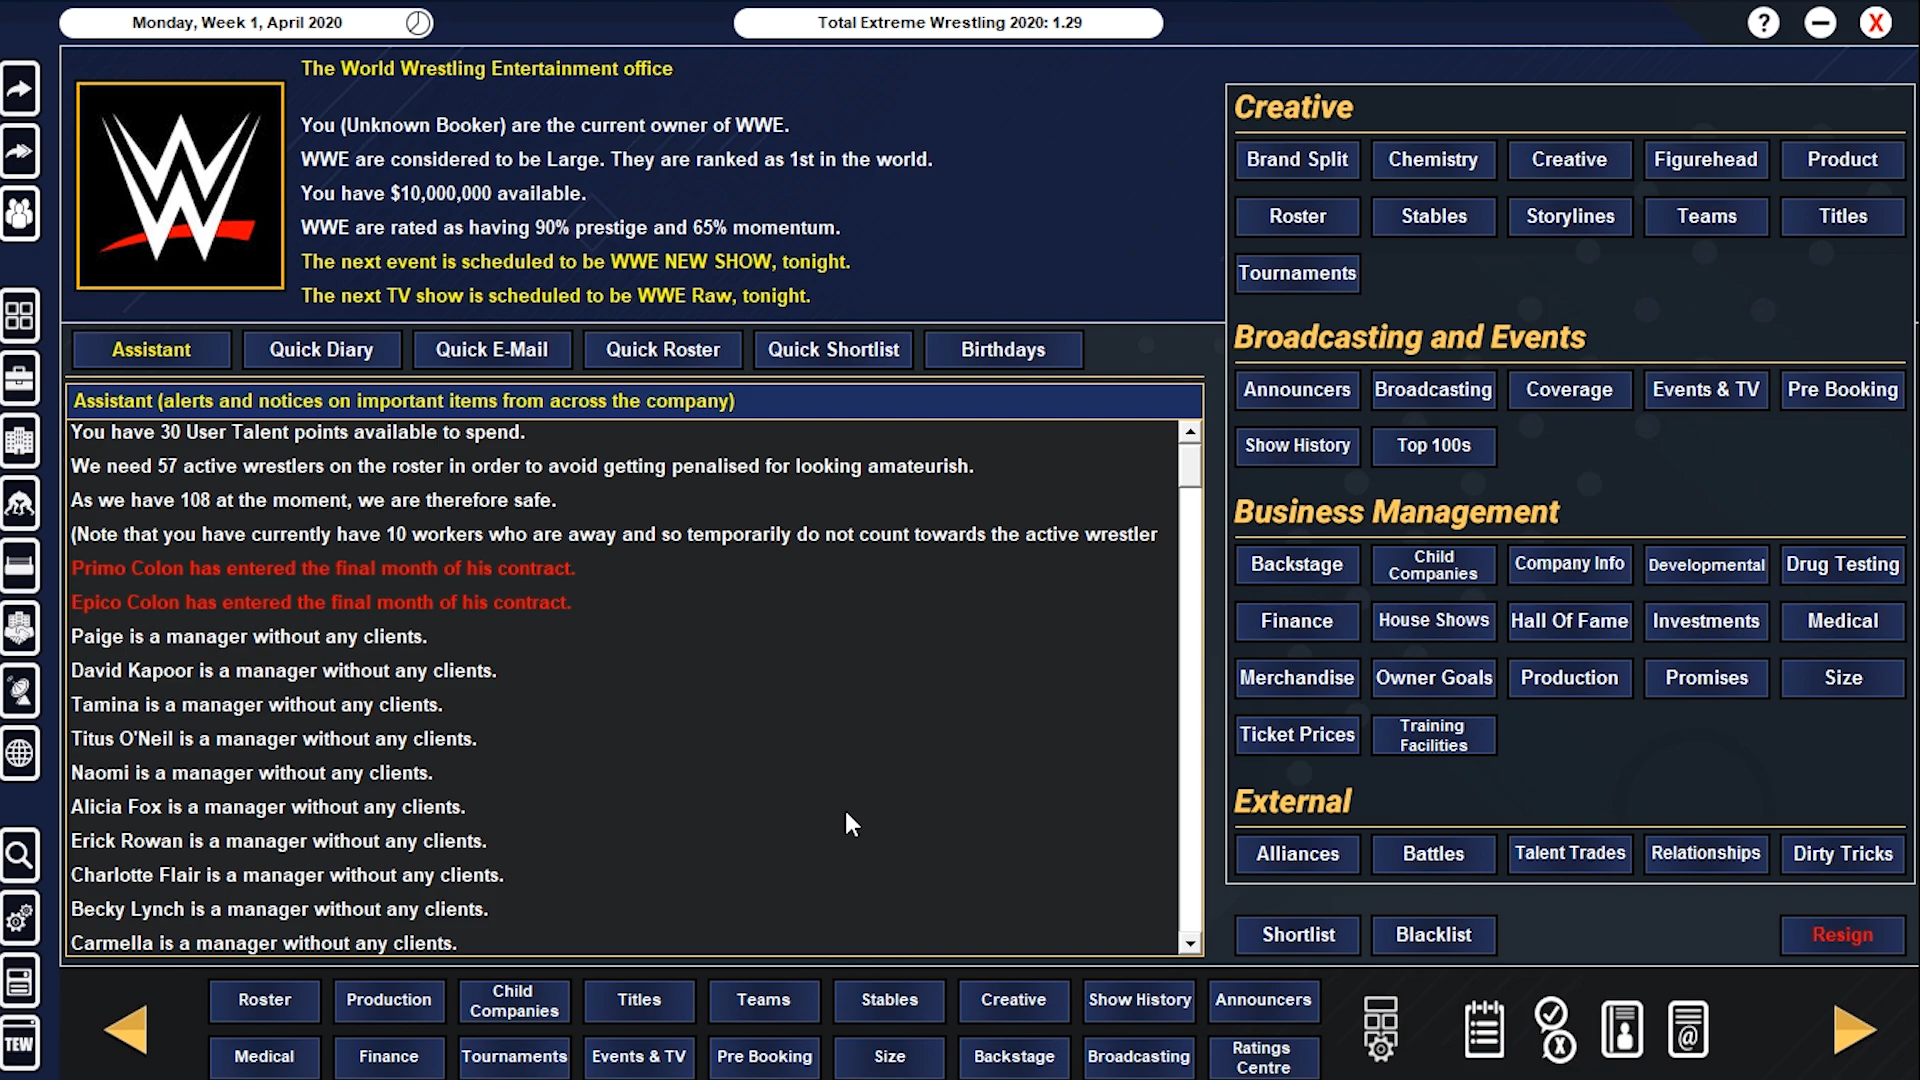 Monday, Week 1, April 2020
Total Extreme Wrestling 2020: 1.29
?
X
The World Wrestling Entertainment office
You (Unknown Booker) are the current owner of WWE.
WWE are considered to be Large. They are ranked as 1st in the world.
You have $10,000,000 available.
WWE are rated as having 90% prestige and 65% momentum.
The next event is scheduled to be WWE NEW SHOW, tonight.
The next TV show is scheduled to be WWE Raw, tonight.
Assistant
Quick Diary
Quick E-Mail
Quick Roster
Quick Shortlist
Birthdays
Assistant (alerts and notices on important items from across the company)
You have 30 User Talent points available to spend.
We need 57 active wrestlers on the roster in order to avoid getting penalised for looking amateurish.
As we have 108 at the moment, we are therefore safe.
(Note that you have currently have 10 workers who are away and so temporarily do not count towards the active wrestler
Primo Colon has entered the final month of his contract.
Epico Colon has entered the final month of his contract.
Paige is a manager without any clients.
David Kapoor is a manager without any clients.
Tamina is a manager without any clients.
Titus O'Neil is a manager without any clients.
Naomi is a manager without any clients.
Alicia Fox is a manager without any clients.
Erick Rowan is a manager without any clients.
Charlotte Flair is a manager without any clients.
Becky Lynch is a manager without any clients.
Carmella is a manager without any clients.
Creative
Brand Split
Chemistry
Creative
Figurehead
Product
Roster
Stables
Storylines
Teams
Titles
Tournaments
Broadcasting and Events
Announcers
Broadcasting
Coverage
Events & TV
Pre Booking
Show History
Top 100s
Business Management
Backstage
Child
Companies
Company Info
Developmental
Drug Testing
Finance
House Shows
Hall Of Fame
Investments
Medical
Merchandise
Owner Goals
Production
Promises
Size
Ticket Prices
Training
Facilities
External
Alliances
Battles
Talent Trades
Relationships
Dirty Tricks
Shortlist
Blacklist
Resign
TEW
Roster
Production
Child
Companies
Titles
Teams
Stables
Creative
Show History
Announcers
Medical
Finance
Tournaments
Events & TV
Pre Booking
Size
Backstage
Broadcasting
Ratings
Centre
@